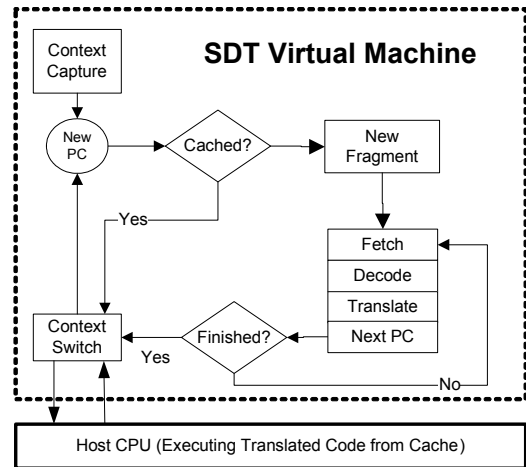 SDT Virtual Machine
Context
Capture
New
PC
Cached?
New
Fragment
Yes
Fetch
Decode
Translate
Next PC
Context
Switch
Finished?
Yes
No
Host CPU (Executing Translated Code from Cache)